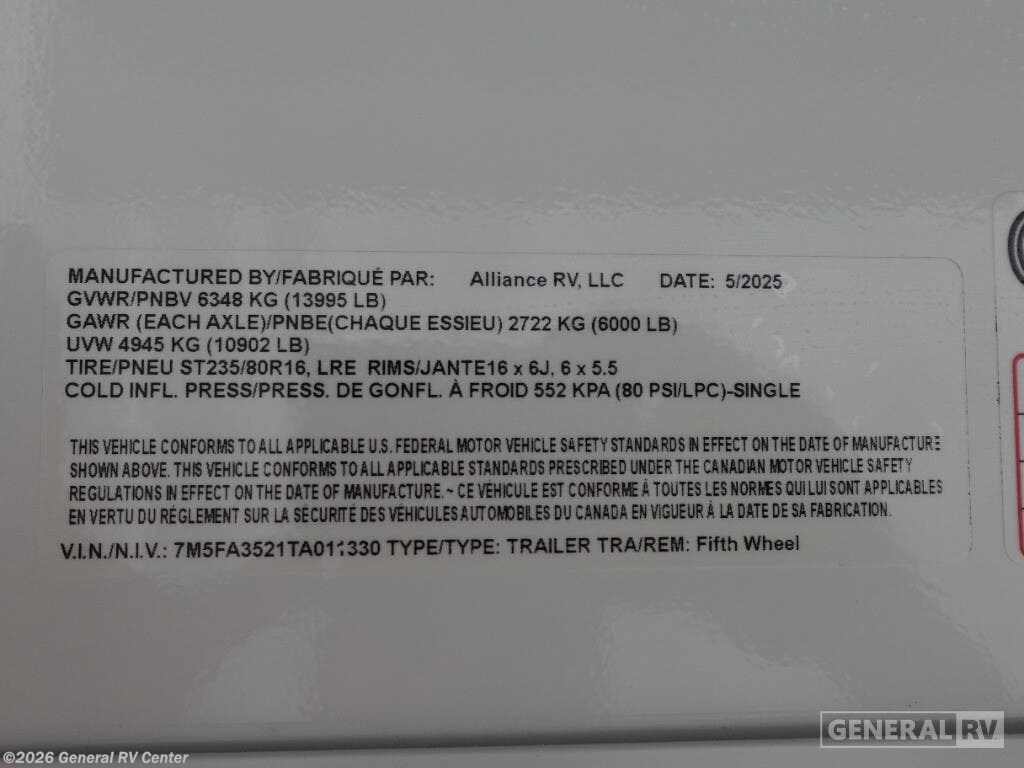 MANUFACTURED BY/FABRIQUÉ PAR: Alliance RV, LLC DATE: 5/2025
GVWR/PNBV 6348 KG (13995 LB)
GAWR (EACH AXLE)/PNBE(CHAQUE ESSIEU) 2722 KG (6000 LB)
UVW 4945 KG (10902 LB)
TIRE/PNEU ST235/80R16, LRE RIMS/JANTE16 x 6J, 6 x 5.5
COLD INFL. PRESS/PRESS. DE GONFL. À FROID 552 KPA (80 PSI/LPC)-SINGLE
THIS VEHICLE CONFORMS TO ALL APPLICABLE U.S. FEDERAL MOTOR VEHICLE SAFETY STANDARDS IN EFFECT ON THE DATE OF MANUFACTURE
SHOWN ABOVE. THIS VEHICLE CONFORMS TO ALL APPLICABLE STANDARDS PRESCRIBED UNDER THE CANADIAN MOTOR VEHICLE SAFETY
REGULATIONS IN EFFECT ON THE DATE OF MANUFACTURE. ~ CE VÉHICULE EST CONFORME À TOUTES LES NORMES QUI LUI SONT APPLICABLES
EN VERTU DU RÉGLEMENT SUR LA SÉCURITÉ DES VÉHICULES AUTOMOBILES DU CANADA EN VIGUEUR À LA DATE DE SA FABRICATION.
V.I.N./N.I.V.: 7M5FA3521TA011330 TYPE/TYPE: TRAILER TRA/REM: Fifth Wheel
GENERAL RV
©2026 General RV Center